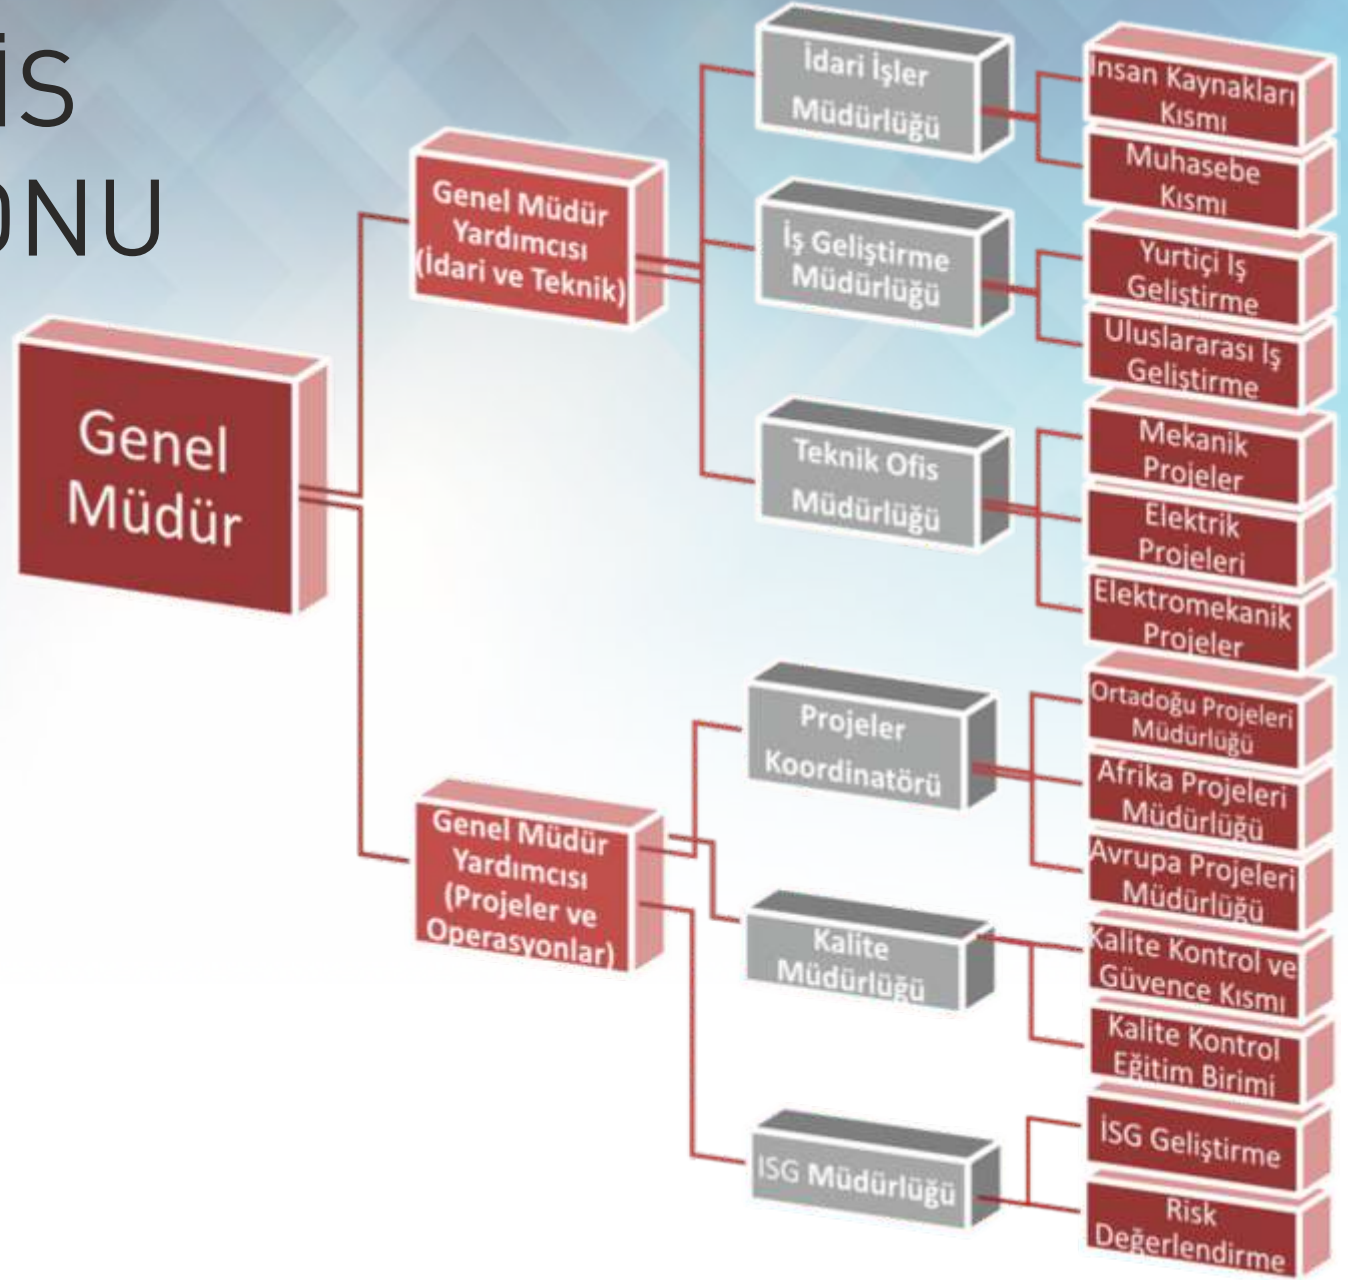 İS
ONU
Genel
Müdür
Genel Müdür
Yardımcısı
(İdari ve Teknik)
İdari İşler
Müdürlüğü
İnsan Kaynakları
Kısmı
Muhasebe
Kısmı
İş Geliştirme
Müdürlüğü
Yurtiçi İş
Geliştirme
Uluslararası İş
Geliştirme
Teknik Ofis
Müdürlüğü
Mekanik
Projeler
Elektrik
Projeleri
Elektromekanik
Projeler
Genel Müdür
Yardımcısı
(Projeler ve
Operasyonlar)
Projeler
Koordinatörü
Ortadoğu Projeleri
Müdürlüğü
Afrika Projeleri
Müdürlüğü
Avrupa Projeleri
Müdürlüğü
Kalite
Müdürlüğü
Kalite Kontrol ve
Güvence Kısmı
Kalite Kontrol
Eğitim Birimi
ISG Müdürlüğü
İSG Geliştirme
Risk
Değerlendirme